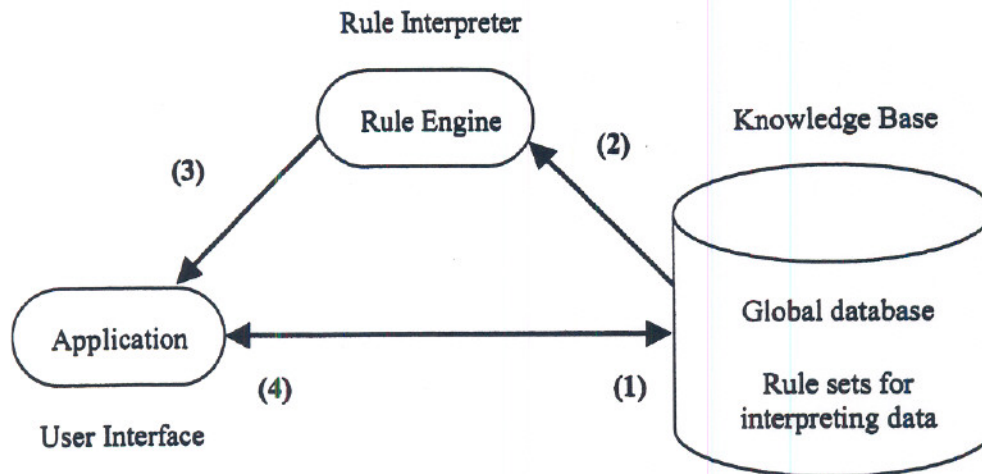 Rule Interpreter
Rule Engine
Knowledge Base
(2)
(3)
Global database
Application
(4)
(1)
Rule sets for
interpreting data
User Interface